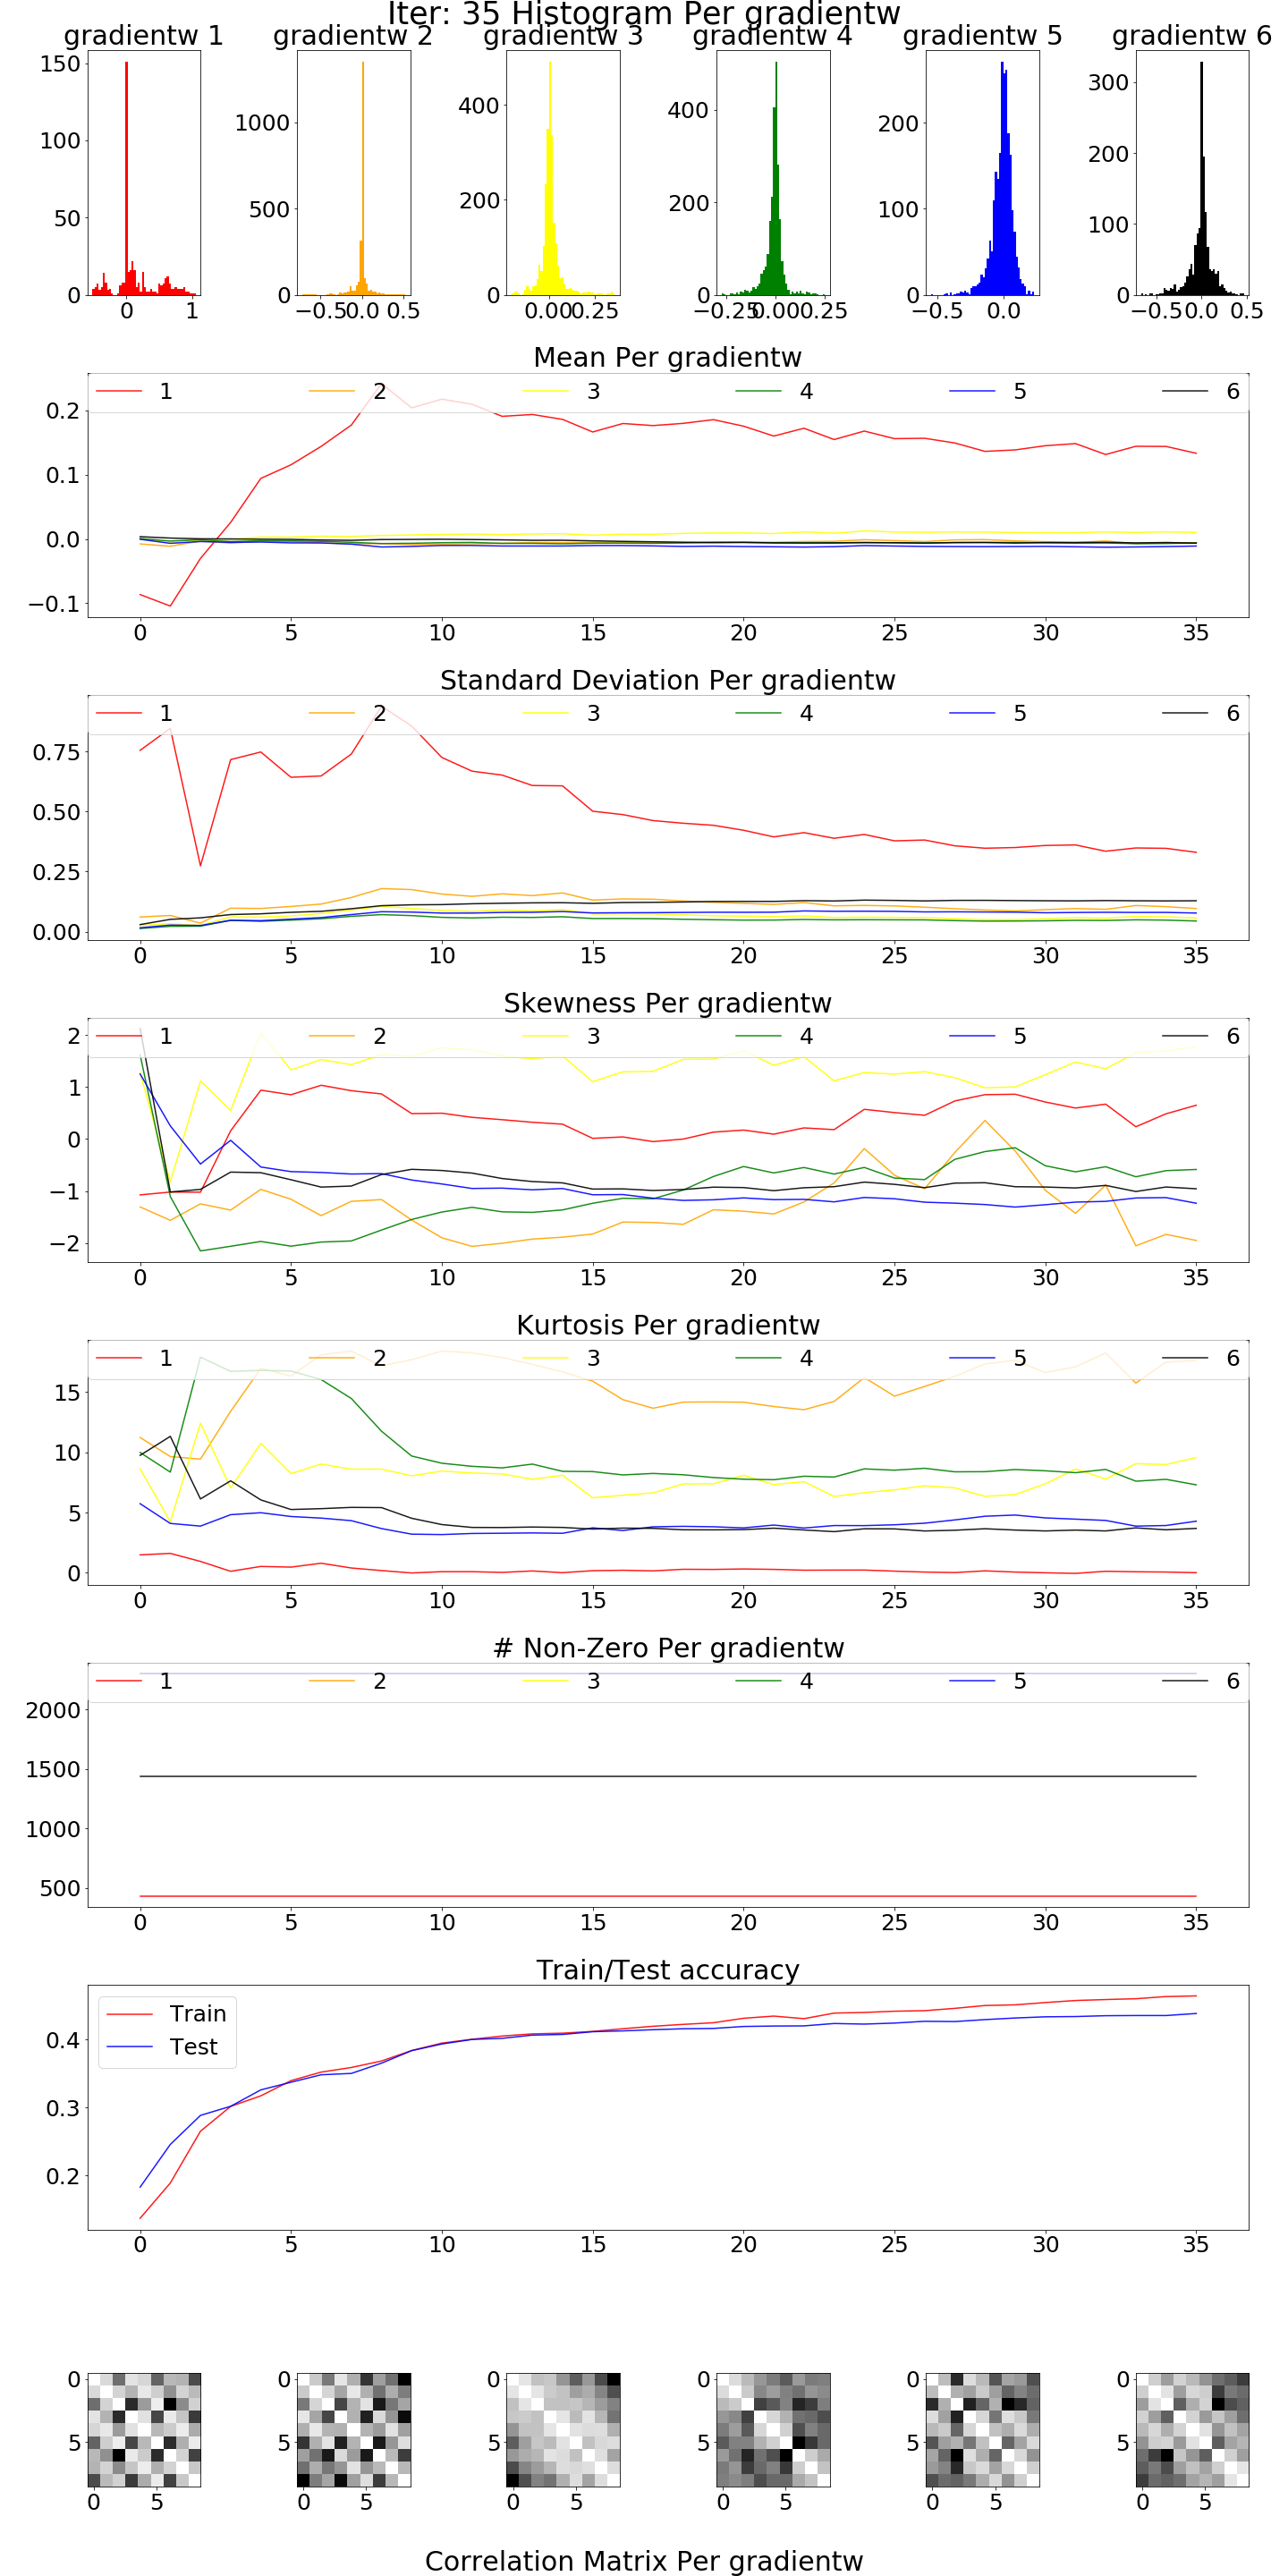 Iter: 35 Histogram Per gradientw
gradientw 1 gradientw 2 gradientw 3 gradientw 4 gradientw 5 gradientw 6
150
100
50
0
0 1
1000
500
0
−0.5 0.0 0.5
400
200
0
0.00 0.25
400
200
0
−0.25 0.00 0.25
200
100
0
−0.5 0.0
300
200
100
0
−0.5 0.0 0.5
Mean Per gradientw
1 2 3 4 5 6
0.2
0.1
0.0
−0.1
0 5 10 15 20 25 30 35
Standard Deviation Per gradientw
1 2 3 4 5 6
0.75
0.50
0.25
0.00
0 5 10 15 20 25 30 35
Skewness Per gradientw
1 2 3 4 5 6
2
1
0
−1
−2
0 5 10 15 20 25 30 35
Kurtosis Per gradientw
1 2 3 4 5 6
15
10
5
0
0 5 10 15 20 25 30 35
# Non-Zero Per gradientw
1 2 3 4 5 6
2000
1500
1000
500
0 5 10 15 20 25 30 35
Train/Test accuracy
Train
Test
0.4
0.3
0.2
0 5 10 15 20 25 30 35
0 0 0 0 0 0
5 5 5 5 5 5
0 5 0 5 0 5 0 5 0 5 0 5
Correlation Matrix Per gradientw